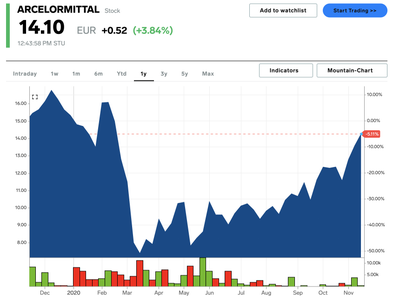 ARCELORMITTAL Stock
Add to watchlist
Start Trading >>
14.10 EUR +0.52 (+3.84%)
12:43:58 PM STU
Indicators
Mountain-Chart
Intraday 1w 1m 6m Ytd 1y 3y 5y Max
16.00
15.00
14.00
13.00
12.00
11.00
10.00
9.00
8.00
10.00%
0.00%
-10.00%
-20.00%
-30.00%
-40.00%
-50.00%
10.00k
5.00k
Dec 2020 Feb Mar Apr May Jun Jul Aug Sep Oct Nov